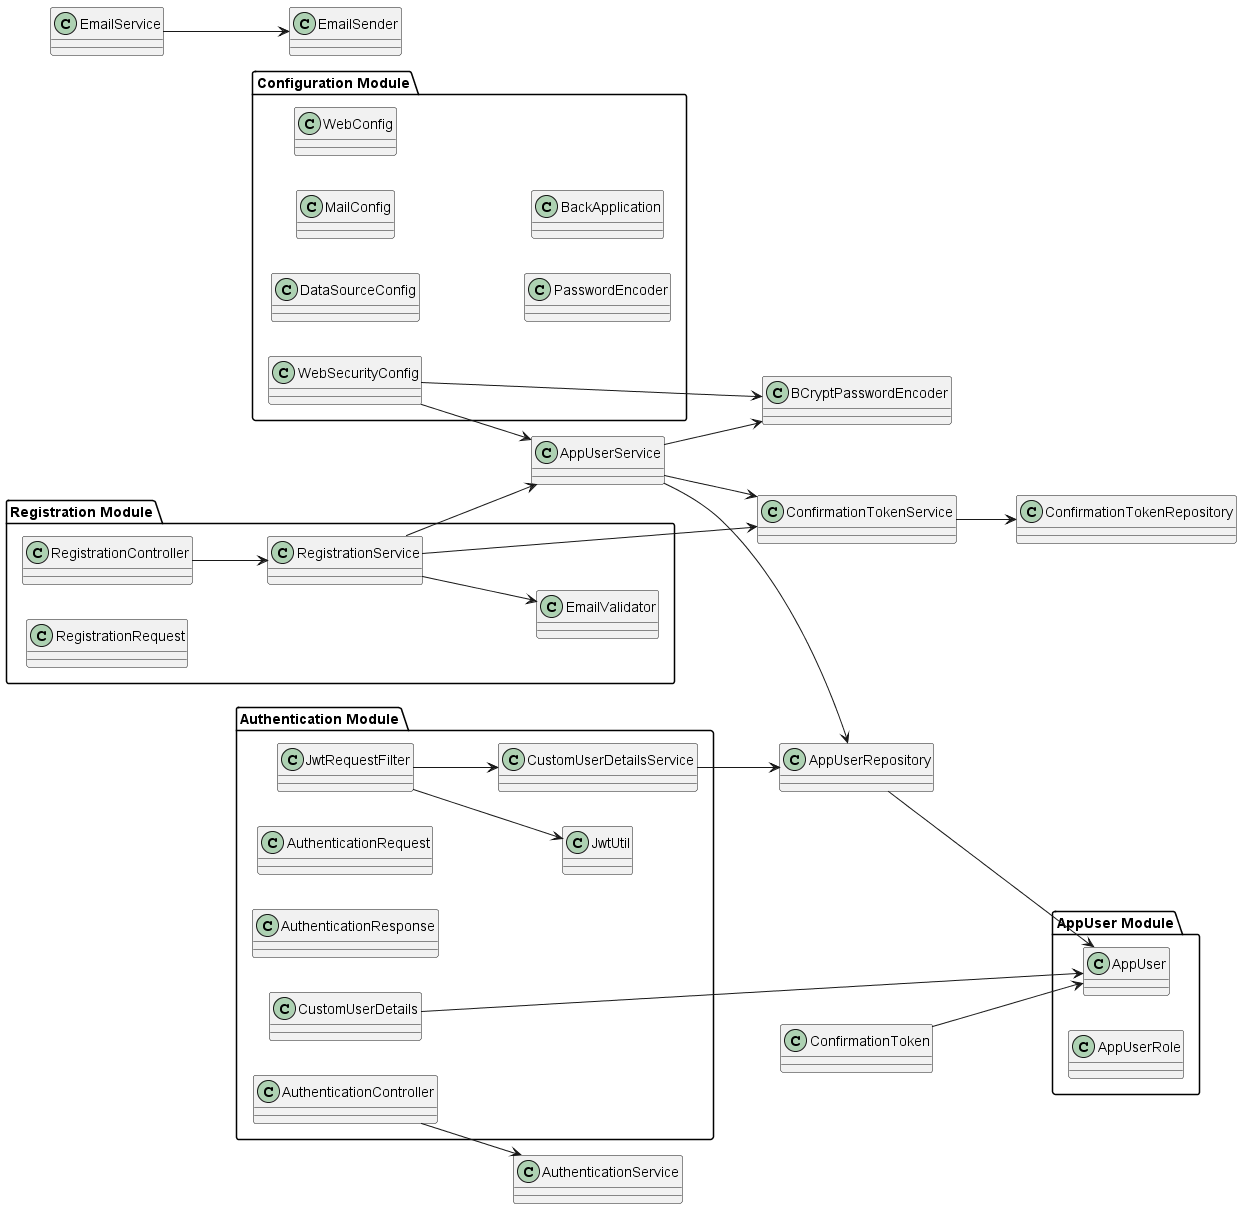 C EmailService
C EmailSender
Configuration Module
C WebConfig
C MailConfig
C BackApplication
C DataSourceConfig
C PasswordEncoder
C WebSecurityConfig
C BCryptPasswordEncoder
C AppUserService
Registration Module
C ConfirmationTokenService
C ConfirmationTokenRepository
C RegistrationController
C RegistrationService
C EmailValidator
C RegistrationRequest
Authentication Module
C JwtRequestFilter
C CustomUserDetailsService
C AppUserRepository
C AuthenticationRequest
C JwtUtil
C AuthenticationResponse
AppUser Module
C AppUser
C CustomUserDetails
C ConfirmationToken
C AppUserRole
C AuthenticationController
C AuthenticationService